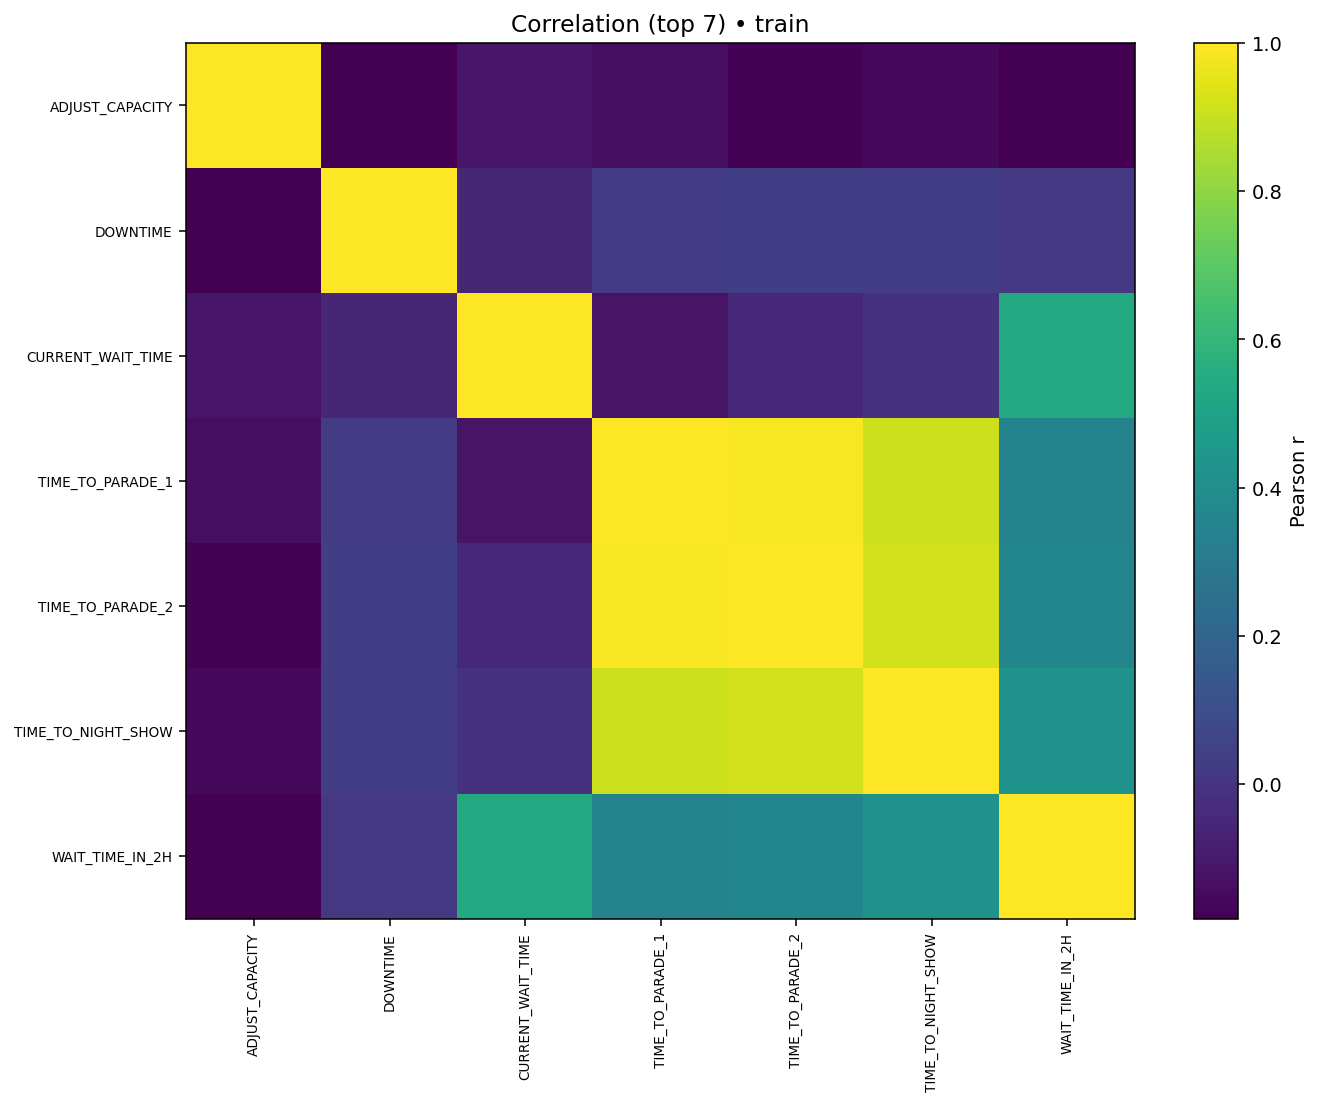 Correlation (top 7) • train
ADJUST_CAPACITY
DOWNTIME
CURRENT_WAIT_TIME
TIME_TO_PARADE_1
TIME_TO_PARADE_2
TIME_TO_NIGHT_SHOW
WAIT_TIME_IN_2H
ADJUST_CAPACITY
DOWNTIME
CURRENT_WAIT_TIME
TIME_TO_PARADE_1
TIME_TO_PARADE_2
TIME_TO_NIGHT_SHOW
WAIT_TIME_IN_2H
1.0
0.8
0.6
0.4
0.2
0.0
Pearson r